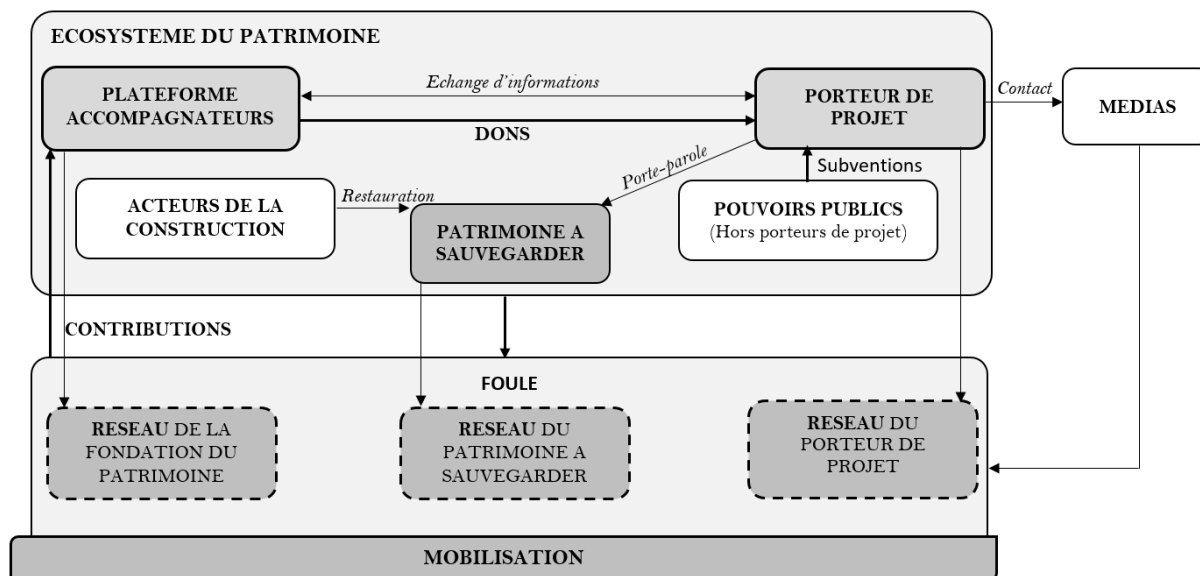 ECOSYSTEME DU PATRIMOINE
PLATEFORME
ACCOMPAGNATEURS
Echange d'informations
DONS
PORTEUR DE
PROJET
Contact
MEDIAS
Porte-parole
Subventions
ACTEURS DE LA
CONSTRUCTION
Restauration
PATRIMOINE A
SAUVEGARDER
POUVOIRS PUBLICS
(Hors porteurs de projet)
CONTRIBUTIONS
FOULE
RESEAU DE LA
FONDATION DU
PATRIMOINE
RESEAU DU
PATRIMOINE A
SAUVEGARDER
RESEAU DU
PORTEUR DE
PROJET
MOBILISATION